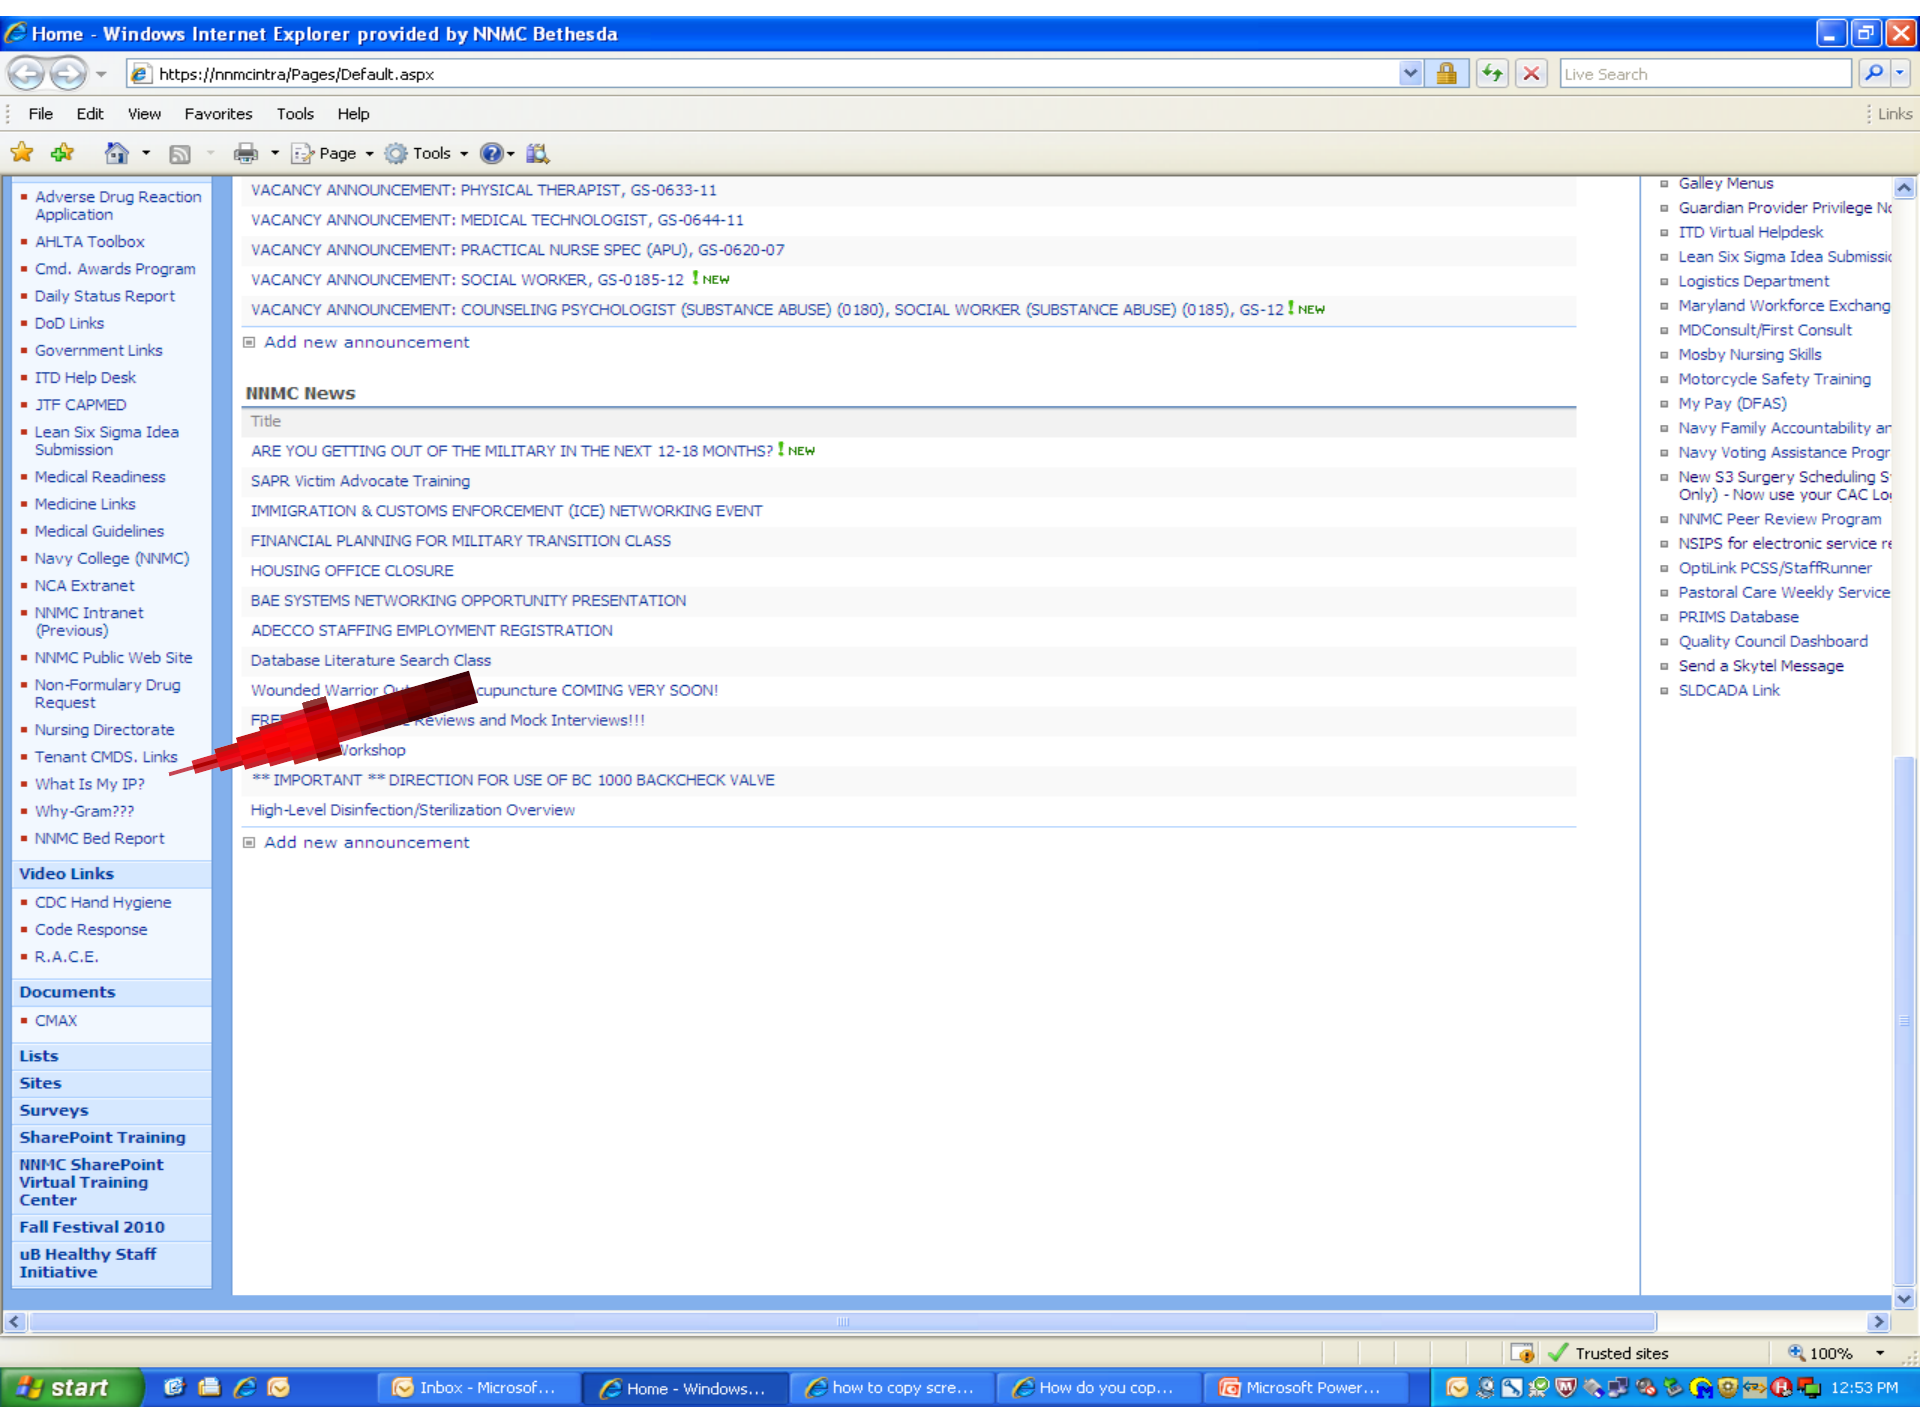 Home - Windows Internet Explorer provided by NNMC Bethesda
https://nnmcintra/Pages/Default.aspx
Live Search
File Edit View Favorites Tools Help
Links
Page Tools
Adverse Drug Reaction
Application
AHLTA Toolbox
Cmd. Awards Program
Daily Status Report
DoD Links
Government Links
ITD Help Desk
JTF CAPMED
Lean Six Sigma Idea
Submission
Medical Readiness
Medicine Links
Medical Guidelines
Navy College (NNMC)
NCA Extranet
NNMC Intranet
(Previous)
NNMC Public Web Site
Non-Formulary Drug
Request
Nursing Directorate
Tenant CMDS. Links
What Is My IP?
Why-Gram???
NNMC Bed Report
Video Links
CDC Hand Hygiene
Code Response
R.A.C.E.
Documents
CMAX
Lists
Sites
Surveys
SharePoint Training
NNMC SharePoint
Virtual Training
Center
Fall Festival 2010
uB Healthy Staff
Initiative
VACANCY ANNOUNCEMENT: PHYSICAL THERAPIST, GS-0633-11
VACANCY ANNOUNCEMENT: MEDICAL TECHNOLOGIST, GS-0644-11
VACANCY ANNOUNCEMENT: PRACTICAL NURSE SPEC (APU), GS-0620-07
VACANCY ANNOUNCEMENT: SOCIAL WORKER, GS-0185-12 ! NEW
VACANCY ANNOUNCEMENT: COUNSELING PSYCHOLOGIST (SUBSTANCE ABUSE) (0180), SOCIAL WORKER (SUBSTANCE ABUSE) (0185), GS-12 ! NEW
Add new announcement
NNMC News
Title
ARE YOU GETTING OUT OF THE MILITARY IN THE NEXT 12-18 MONTHS? ! NEW
SAPR Victim Advocate Training
IMMIGRATION & CUSTOMS ENFORCEMENT (ICE) NETWORKING EVENT
FINANCIAL PLANNING FOR MILITARY TRANSITION CLASS
HOUSING OFFICE CLOSURE
BAE SYSTEMS NETWORKING OPPORTUNITY PRESENTATION
ADECCO STAFFING EMPLOYMENT REGISTRATION
Database Literature Search Class
Wounded Warrior cupuncture COMING VERY SOON!
Reviews and Mock Interviews!!!
Workshop
** IMPORTANT ** DIRECTION FOR USE OF BC 1000 BACKCHECK VALVE
High-Level Disinfection/Sterilization Overview
Add new announcement
Galley Menus
Guardian Provider Privilege
ITD Virtual Helpdesk
Lean Six Sigma Idea Submissic
Logistics Department
Maryland Workforce Exchang
MDConsult/First Consult
Mosby Nursing Skills
Motorcycle Safety Training
My Pay (DFAS)
Navy Family Accountability
Navy Voting Assistance Progr
New S3 Surgery Scheduling
Only) - Now use your CAC
NNMC Peer Review Program
NSIPS for electronic service
OptiLink PCSS/StaffRunner
Pastoral Care Weekly Service
PRIMS Database
Quality Council Dashboard
Send a Skytel Message
SLDCADA Link
Trusted sites
100%
start
Inbox - Microsof...
Home - Windows...
how to copy scre...
How do you cop...
Microsoft Power...
12:53 PM